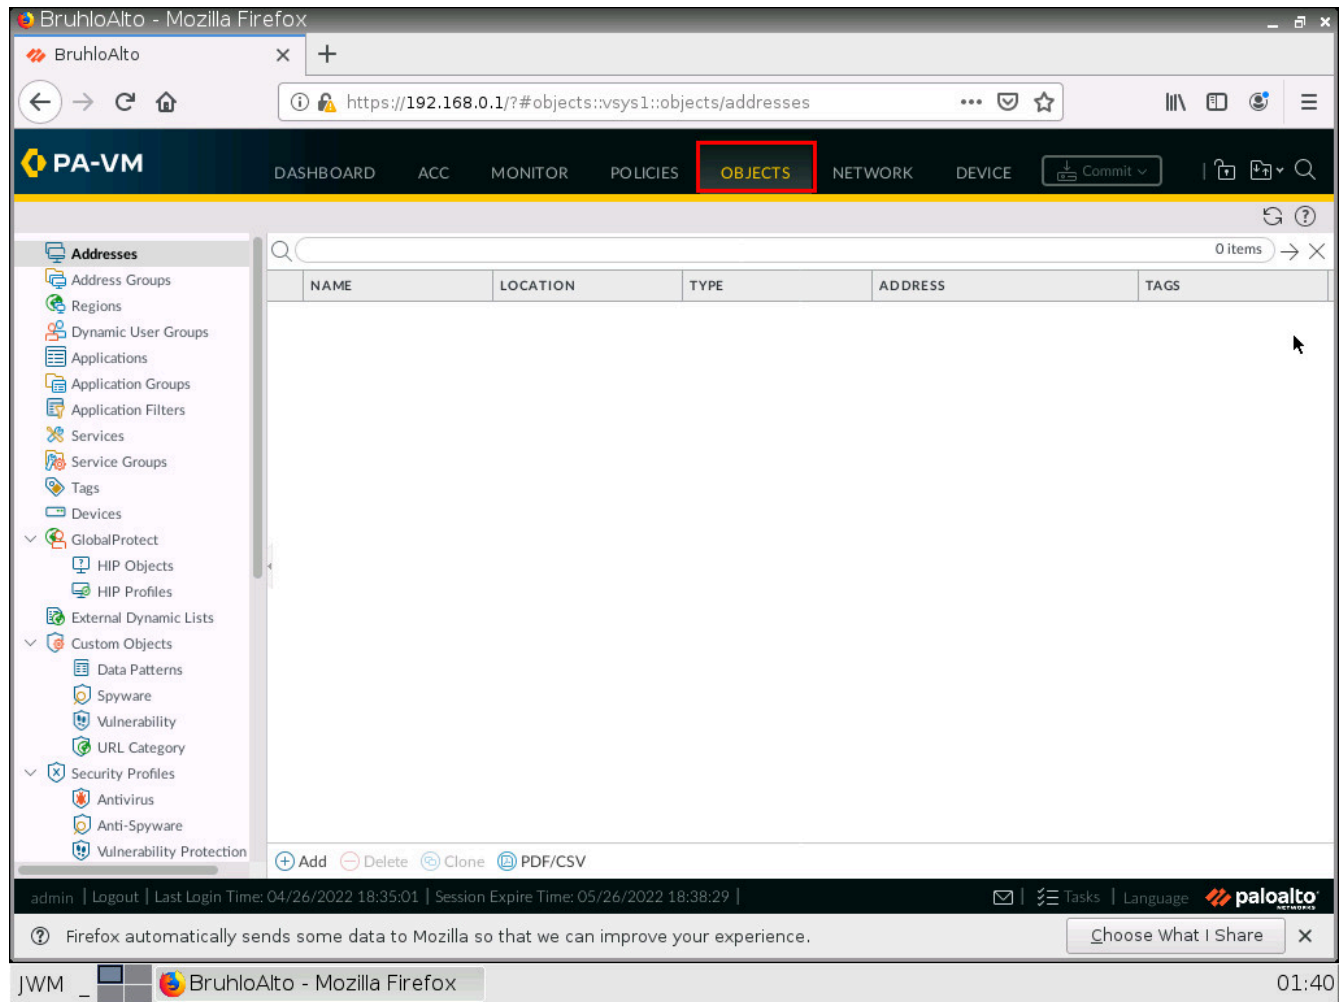 BruhloAlto - Mozilla Firefox
BruhloAlto
https://192.168.0.1/?#objects::vsys1::objects/addresses
PA-VM
DASHBOARD ACC MONITOR POLICIES OBJECTS NETWORK DEVICE Commit
Addresses
Address Groups
Regions
Dynamic User Groups
Applications
Application Groups
Application Filters
Services
Service Groups
Tags
Devices
GlobalProtect
HIP Objects
HIP Profiles
External Dynamic Lists
Custom Objects
Data Patterns
Spyware
Vulnerability
URL Category
Security Profiles
Antivirus
Anti-Spyware
Vulnerability Protection
0 items
NAME LOCATION TYPE ADDRESS TAGS
Add Delete Clone PDF/CSV
admin | Logout | Last Login Time: 04/26/2022 18:35:01 | Session Expire Time: 05/26/2022 18:38:29 | Tasks | Language paloalto NETWORKS
Firefox automatically sends some data to Mozilla so that we can improve your experience. Choose What I Share
JWM _ BruhloAlto - Mozilla Firefox 01:40